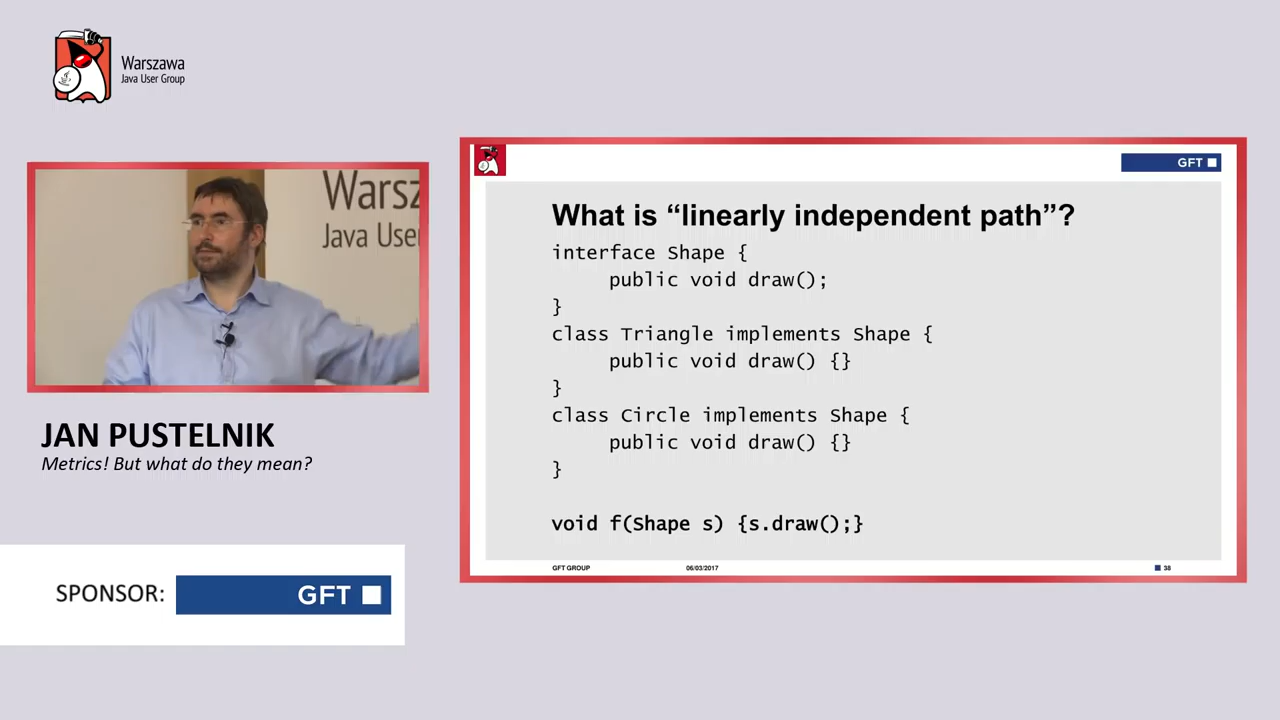 Warszawa
Java User Group
Warsz
Java User
JAN PUSTELNIK
Metrics! But what do they mean?
SPONSOR:
GFT
GFT
What is “linearly independent path”?
interface Shape {
public void draw();
}
class Triangle implements Shape {
public void draw() {}
}
class Circle implements Shape {
public void draw() {}
}
void f(Shape s) {s.draw();}
GFT GROUP
06/03/2017
38